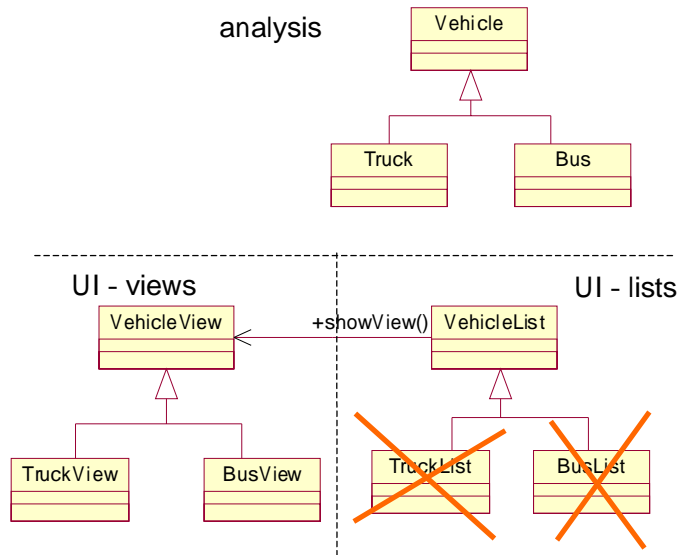 analysis
Vehicle
Truck
Bus
UI - views
UI - lists
VehicleView
+showView()
VehicleList
TruckView
BusView
TruckList
BusList